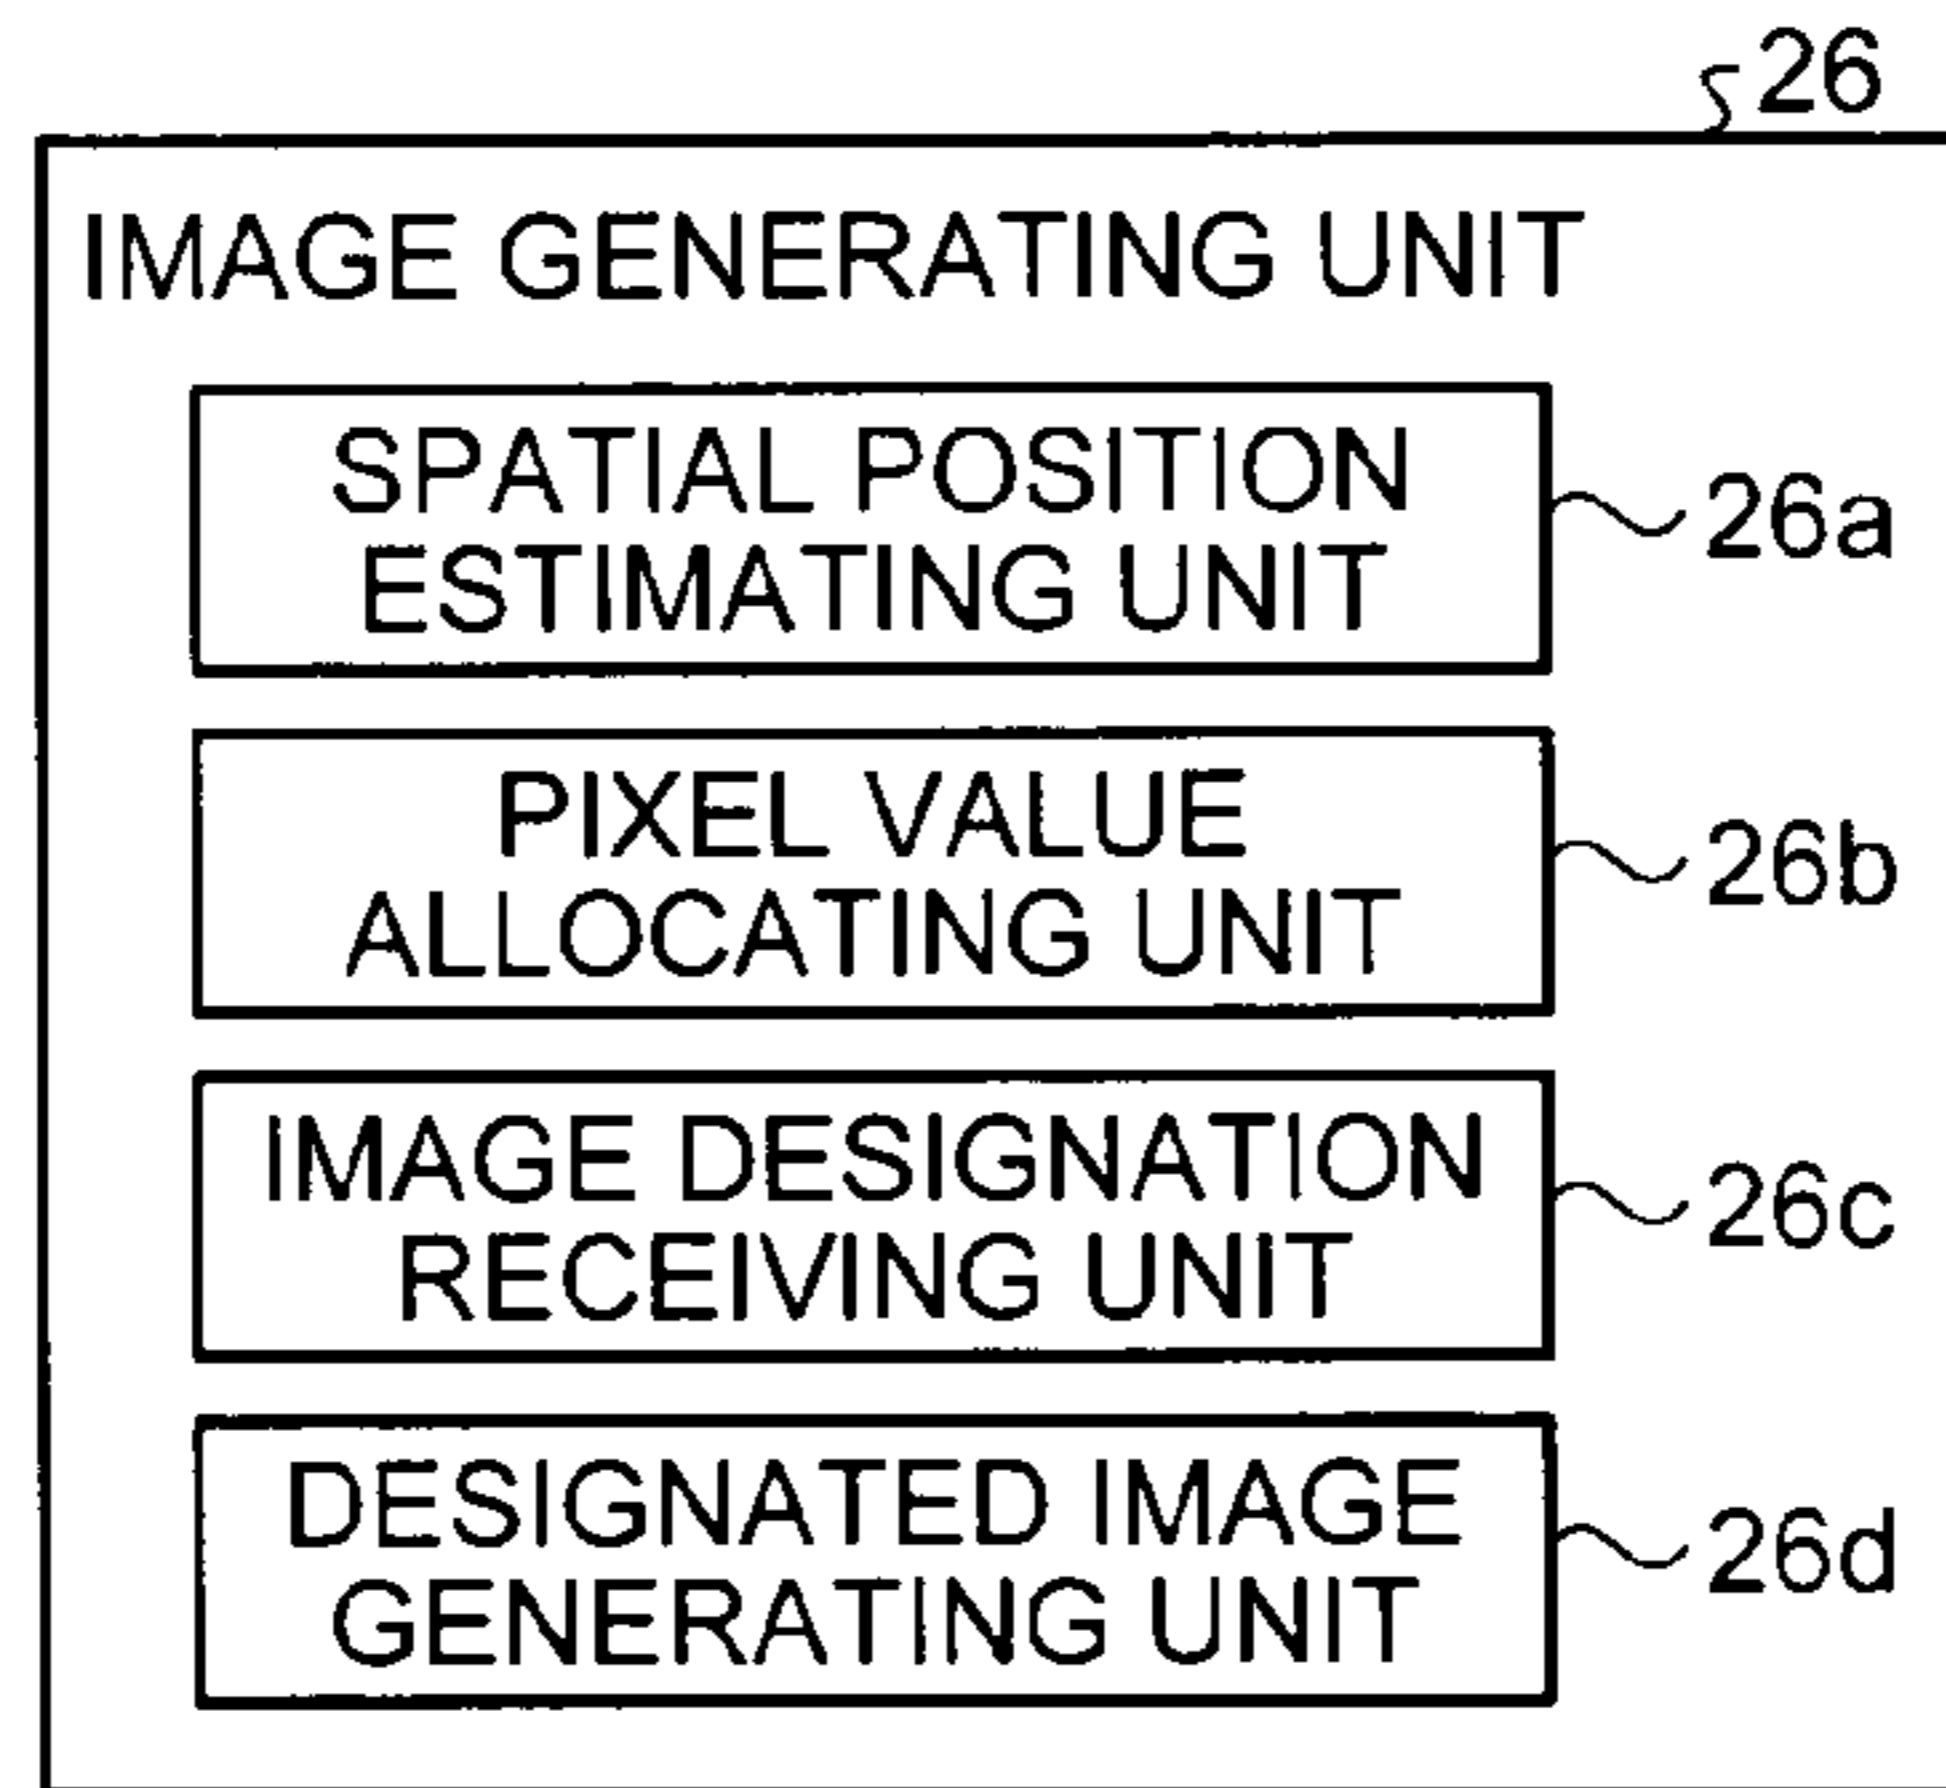 26
IMAGE GENERATING UNIT
SPATIAL POSITION
ESTIMATING UNIT
26a
PIXEL VALUE
ALLOCATING UNIT
26b
IMAGE DESIGNATION
RECEIVING UNIT
26c
DESIGNATED IMAGE
GENERATING UNIT
26d